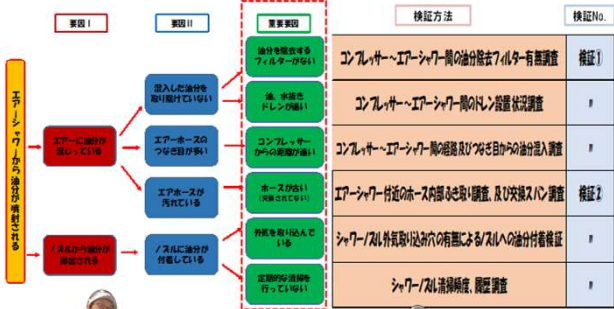 要因Ⅰ
要因Ⅱ
重要要因
検証方法
検証No.
エアーシャワーから油分が噴射される
エアーに油分が
混じっている
ノズルから油分が
噴出される
混入した油分を
取り除けていない
エアーホースの
つなぎ目が多い
エアホースが
汚れている
ノズルに油分が
付着している
油分を除去する
フィルターがない
油、水抜き
ドレンが遠い
コンプレッサー
からの距離が遠い
ホースが古い
(交換されてない)
外気を取り込んで
いる
定期的な清掃を
行っていない
コンプレッサー～エアーシャワー間の油分除去フィルター有無調査
検証①
コンプレッサー～エアーシャワー間のドレン設置状況調査
〃
コンプレッサー～エアーシャワー間の経路及びつなぎ目からの油分混入調査
〃
エアーシャワー付近のホース内部ふき取り調査、及び交換スパン調査
検証②
シャワーノズル外気取り込み穴の有無によるノズルへの油分付着検証
〃
シャワーノズル清掃頻度、履歴調査
〃